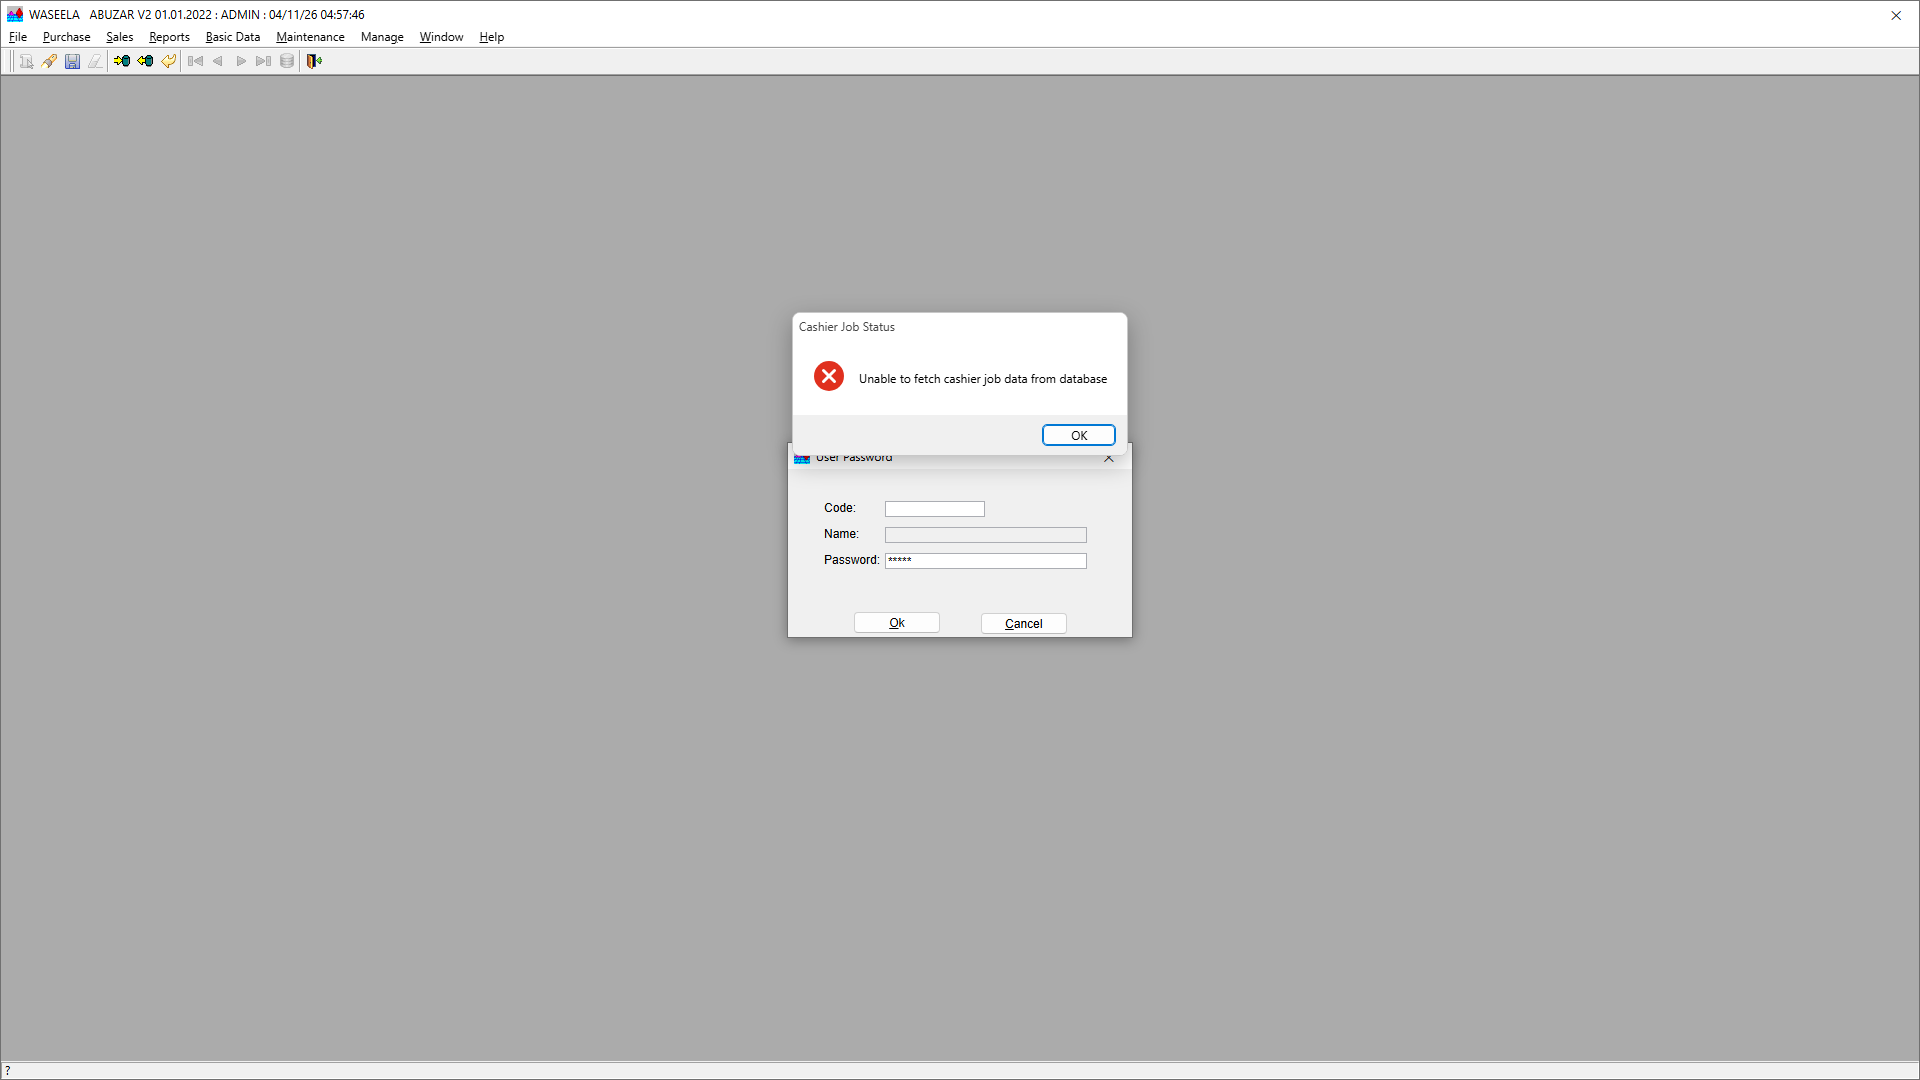 WASEELA   ABUZAR V2 01.01.2022 : ADMIN : 04/11/26 04:57:46
File Purchase Sales Reports Basic Data Maintenance Manage Window Help
Cashier Job Status
Unable to fetch cashier job data from database
OK
User Password
Code:
Name:
Password: *****
Ok Cancel
?